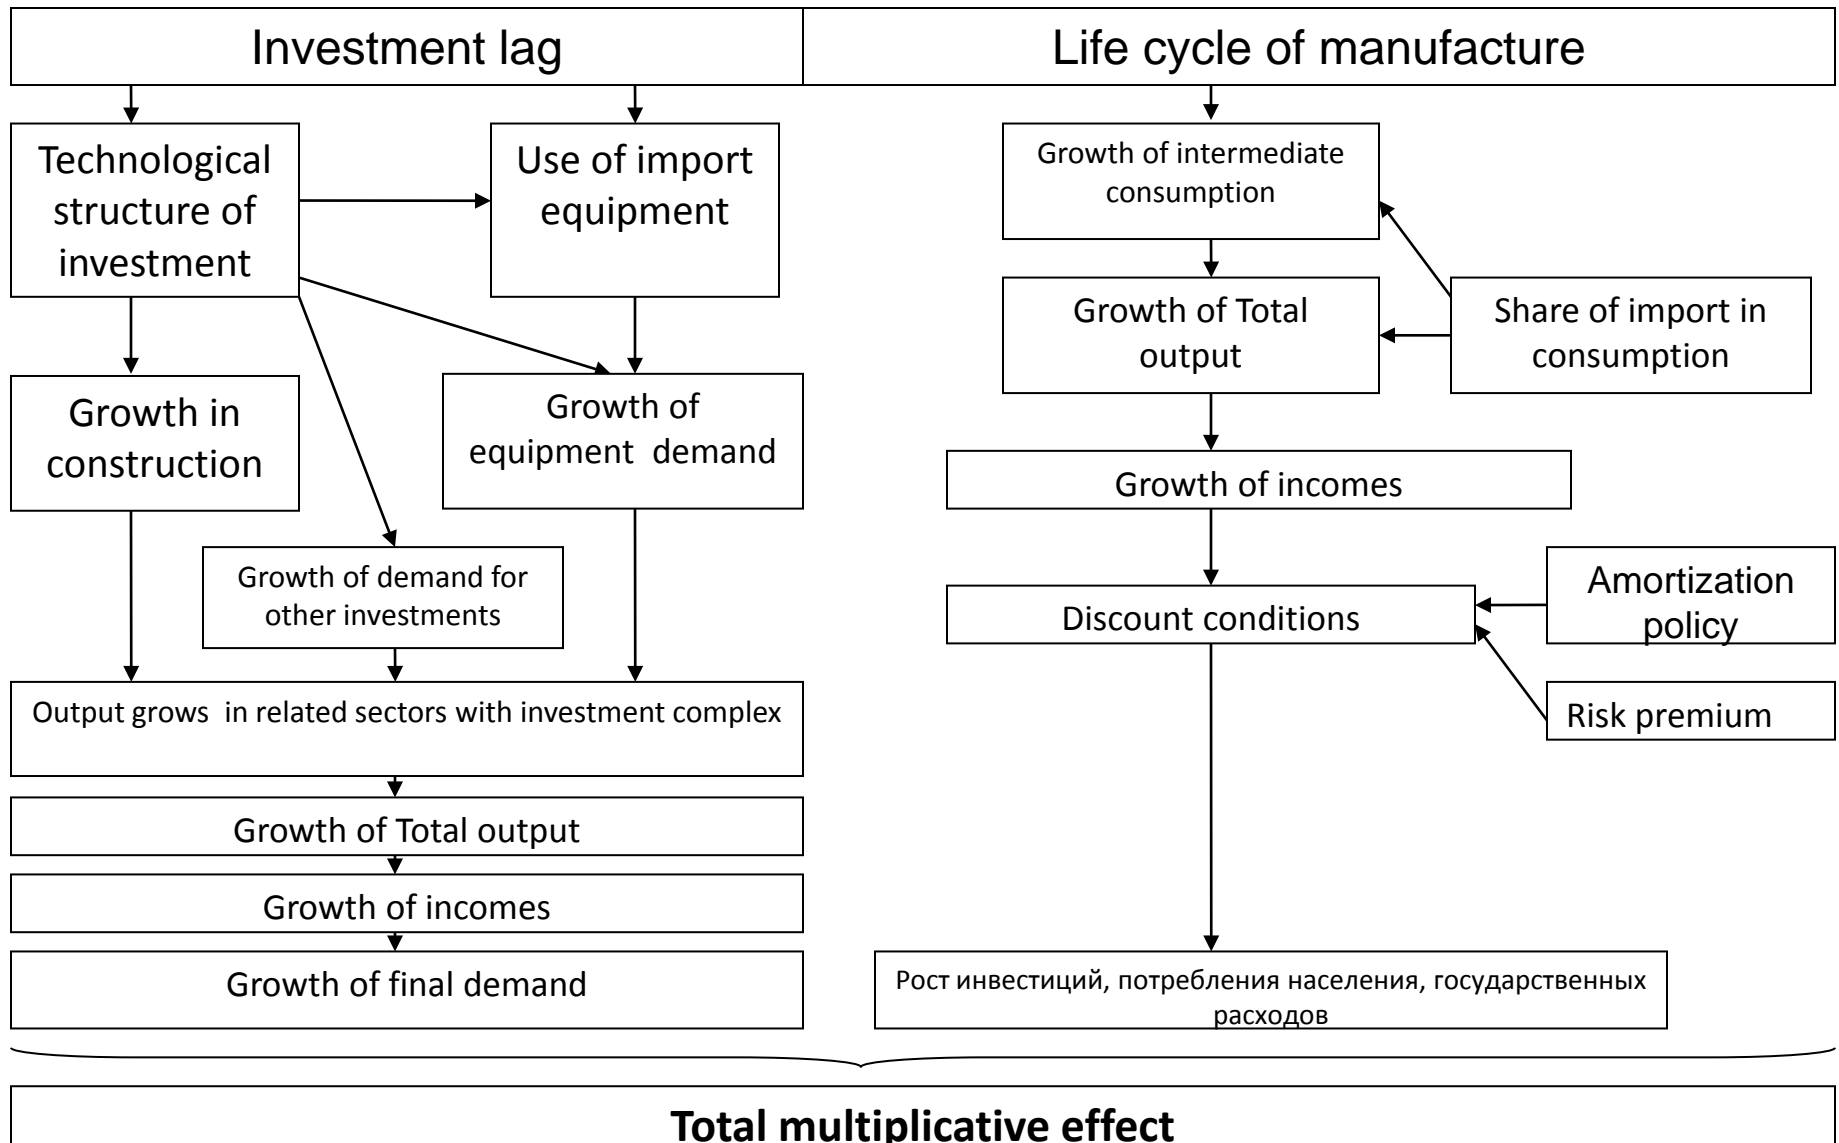 Investment lag
Life cycle of manufacture
Technological
structure of
investment
Use of import
equipment
Growth of intermediate
consumption
Growth of Total
output
Share of import in
consumption
Growth in
construction
Growth of
equipment demand
Growth of incomes
Growth of demand for
other investments
Discount conditions
Amortization
policy
Risk premium
Output grows in related sectors with investment complex
Growth of Total output
Growth of incomes
Growth of final demand
Рост инвестиций, потребления населения, государственных
расходов
Total multiplicative effect